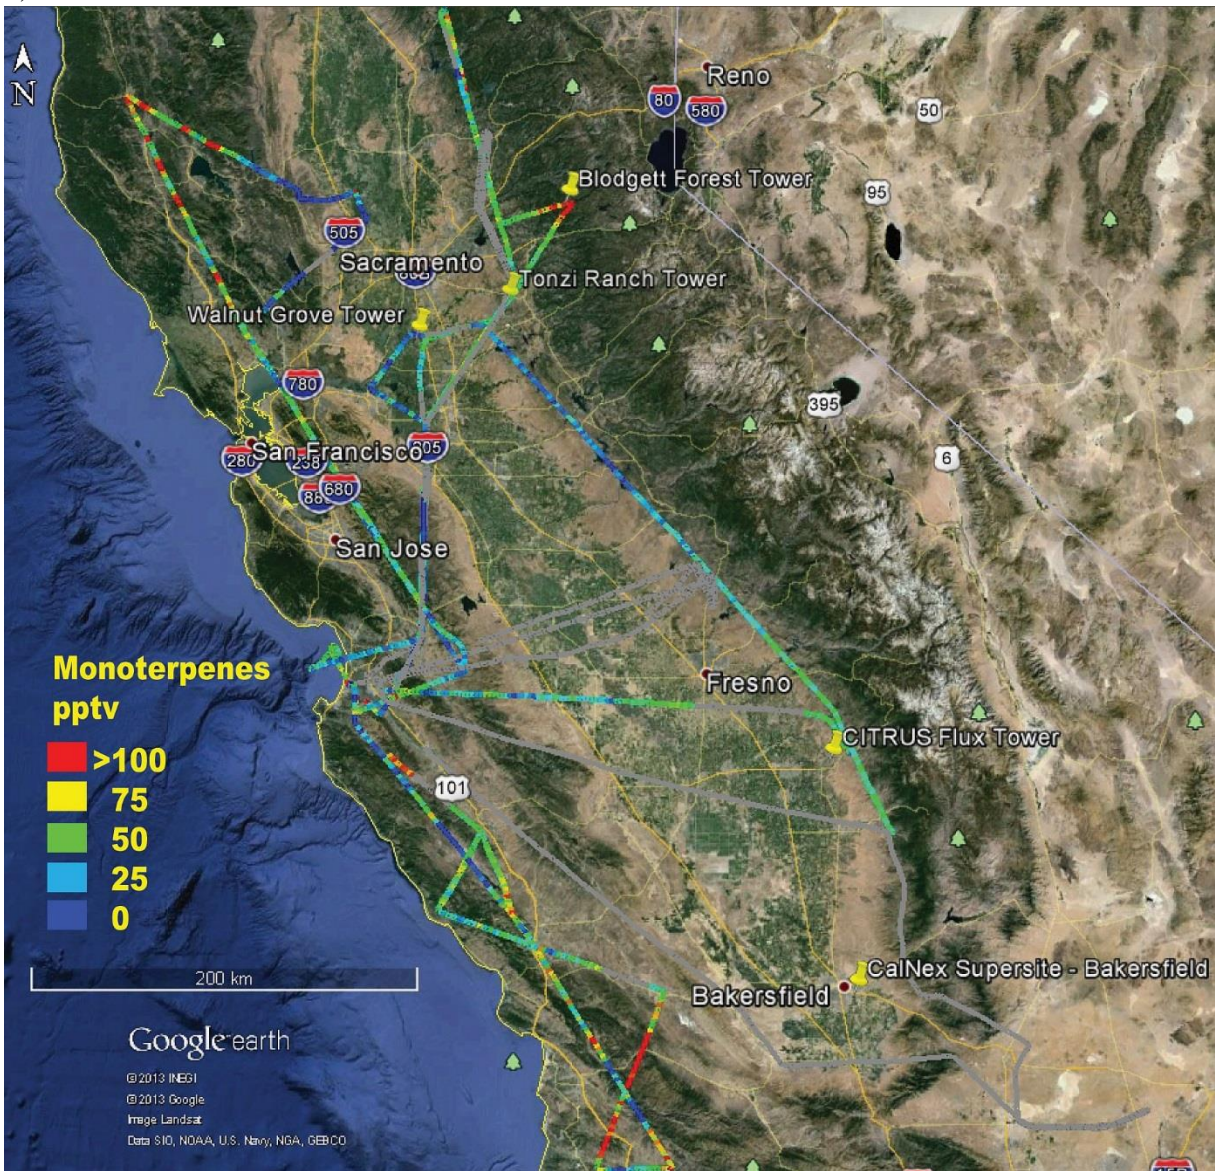 N
Reno
80
580
50
Blodgett Forest Tower
95
505
Sacramento
Tonzi Ranch Tower
Walnut Grove Tower
780
395
San Francisco
280
238
205
6
680
San Jose
Monoterpenes
pptv
>100
75
50
25
0
Fresno
CITRUS Flux Tower
101
200 km
CalNex Supersite - Bakersfield
Bakersfield
Google earth
© 2013 INEGI
© 2013 Google
Image Landsat
Data SIO, NOAA, U.S. Navy, NGA, GEBCO